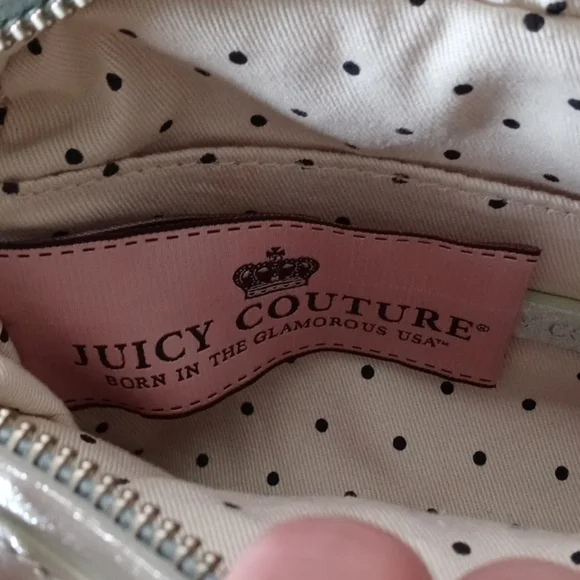 JUICY COUTURE®
BORN IN THE GLAMOROUS USA™